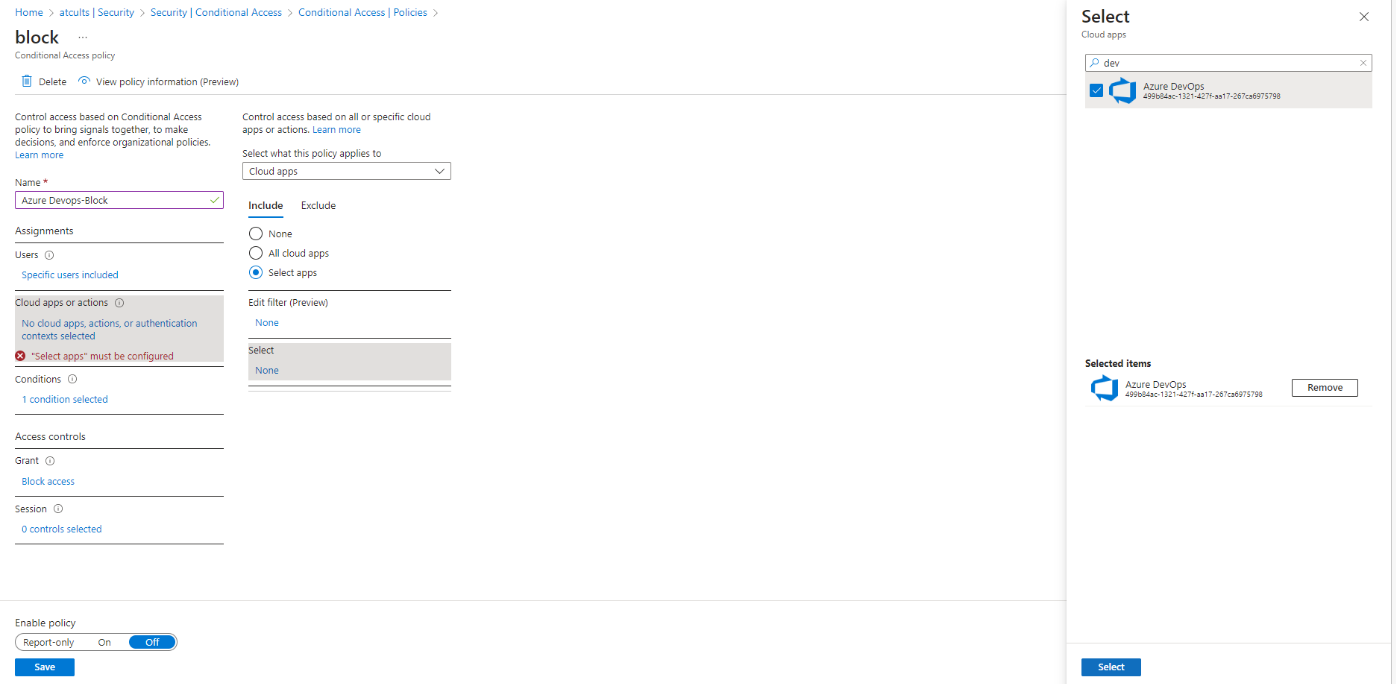 Home > atcults | Security > Security | Conditional Access > Conditional Access | Policies >
block ...
Conditional Access policy
Delete View policy information (Preview)
Control access based on Conditional Access
policy to bring signals together, to make
decisions, and enforce organizational policies.
Learn more
Name *
Azure Devops-Block
Assignments
Users
Specific users included
Cloud apps or actions
No cloud apps, actions, or authentication
contexts selected
"Select apps" must be configured
Conditions
1 condition selected
Access controls
Grant
Block access
Session
0 controls selected
Enable policy
Report-only On Off
Save
Control access based on all or specific cloud
apps or actions. Learn more
Select what this policy applies to
Cloud apps
Include Exclude
None
All cloud apps
Select apps
Edit filter (Preview)
None
Select
None
Select
Cloud apps
dev
Azure DevOps
499b84ac-1321-427f-aa17-267ca6975798
Selected items
Azure DevOps
499b84ac-1321-427f-aa17-267ca6975798
Remove
Select